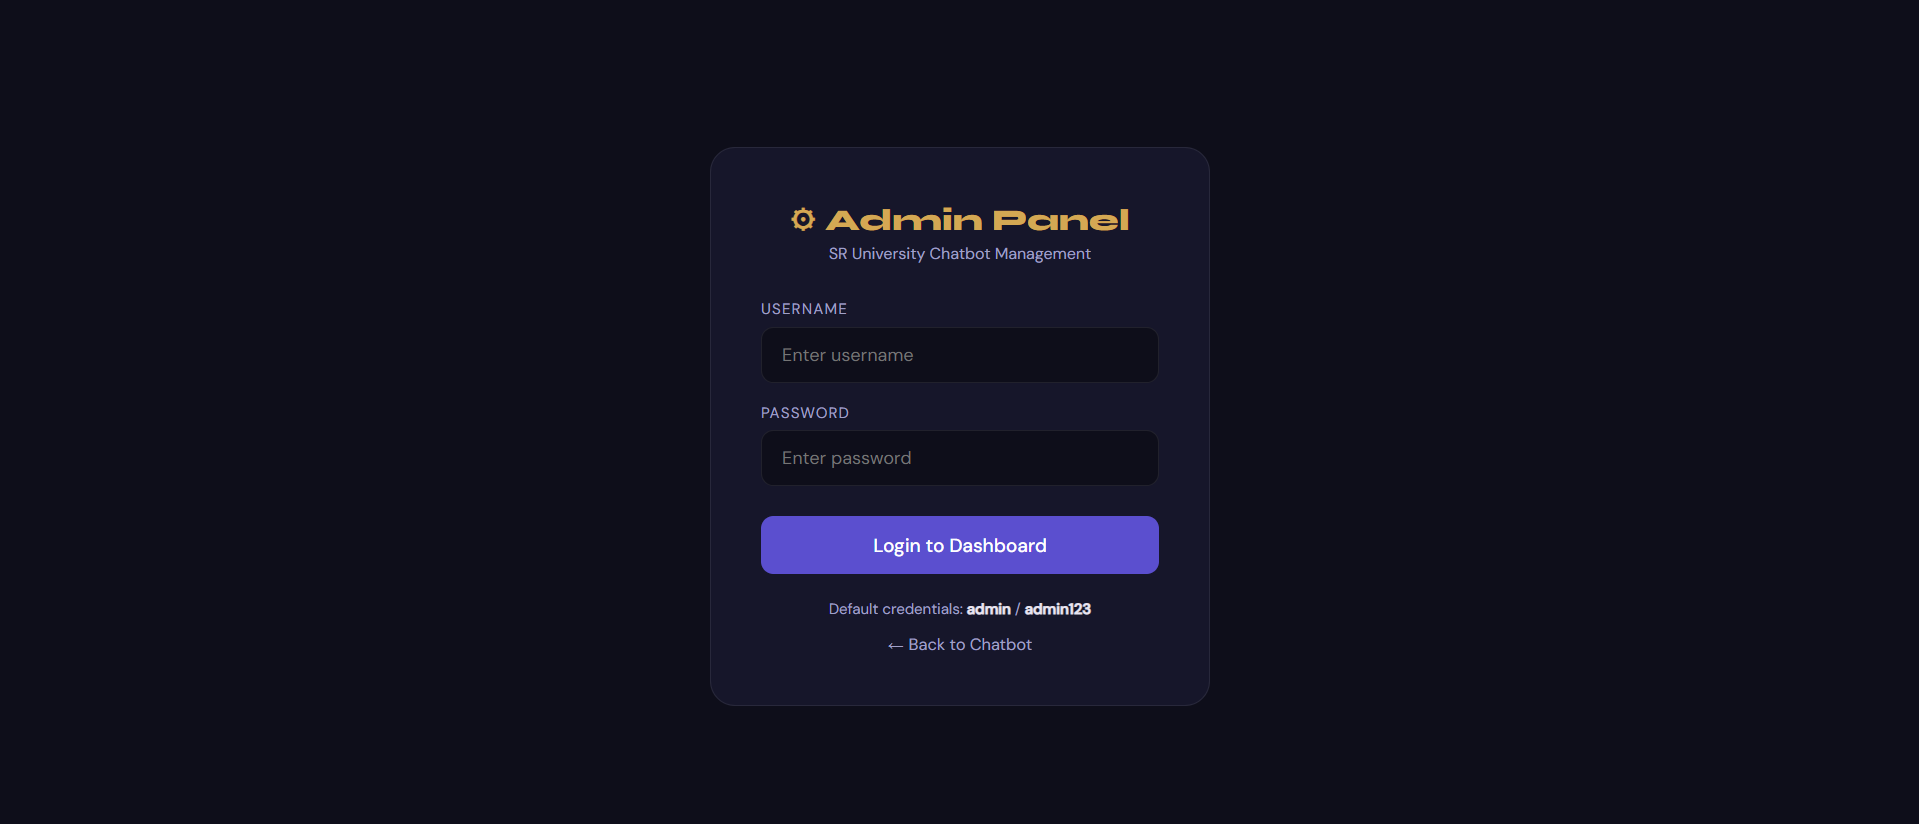 ⚙ Admin Panel
SR University Chatbot Management
USERNAME
Enter username
PASSWORD
Enter password
Login to Dashboard
Default credentials: admin / admin123
← Back to Chatbot